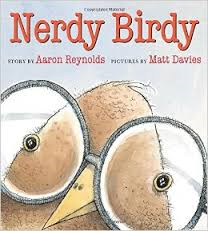 Nerdy Birdy
STORY BY Aaron Reynolds PICTURES BY Matt Davies